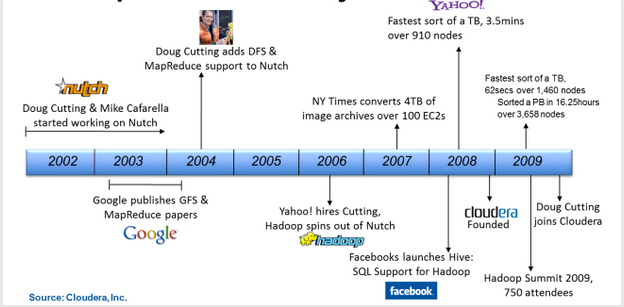 YAHOO!
Fastest sort of a TB, 3.5mins
over 910 nodes
Doug Cutting adds DFS &
MapReduce support to Nutch
nutch
Doug Cutting & Mike Cafarella
started working on Nutch
NY Times converts 4TB of
image archives over 100 EC2s
Fastest sort of a TB,
62secs over 1,460 nodes
Sorted a PB in 16.25hours
over 3,658 nodes
2002 2003 2004 2005 2006 2007 2008 2009
Google publishes GFS &
MapReduce papers
Google
Yahoo! hires Cutting,
Hadoop spins out of Nutch
hadoop
Facebooks launches Hive:
SQL Support for Hadoop
facebook
cloudera
Founded
Doug Cutting
joins Cloudera
Hadoop Summit 2009,
750 attendees
Source: Cloudera, Inc.